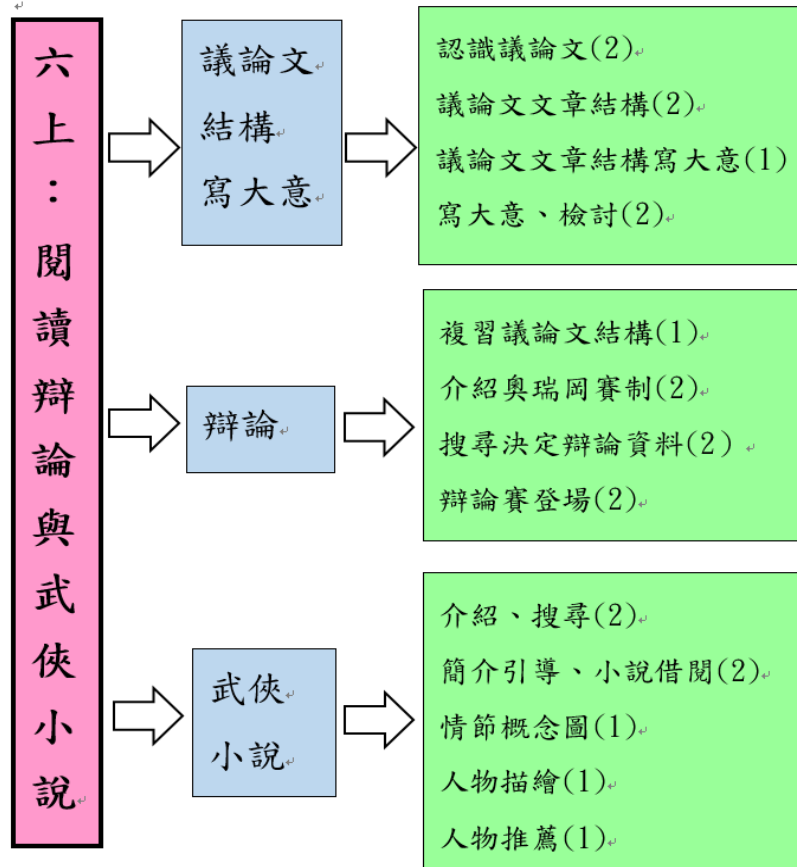 六上：閱讀辯論與武俠小說
議論文
結構
寫大意
認識議論文(2)
議論文文章結構(2)
議論文文章結構寫大意(1)
寫大意、檢討(2)
辯論
複習議論文結構(1)
介紹奧瑞岡賽制(2)
搜尋決定辯論資料(2)
辯論賽登場(2)
武俠
小說
介紹、搜尋(2)
簡介引導、小說借閱(2)
情節概念圖(1)
人物描繪(1)
人物推薦(1)